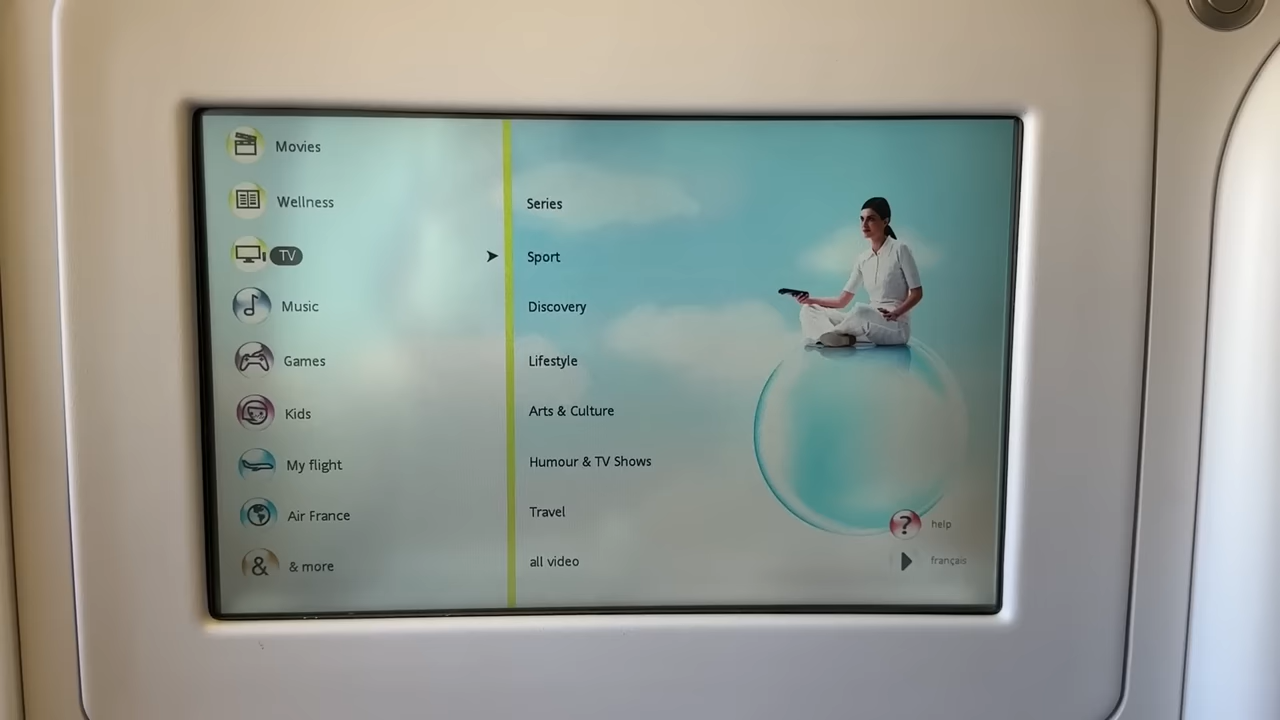 Movies
Wellness
TV
Music
Games
Kids
My flight
Air France
& & more
Series
Sport
Discovery
Lifestyle
Arts & Culture
Humour & TV Shows
Travel
all video
? help
français